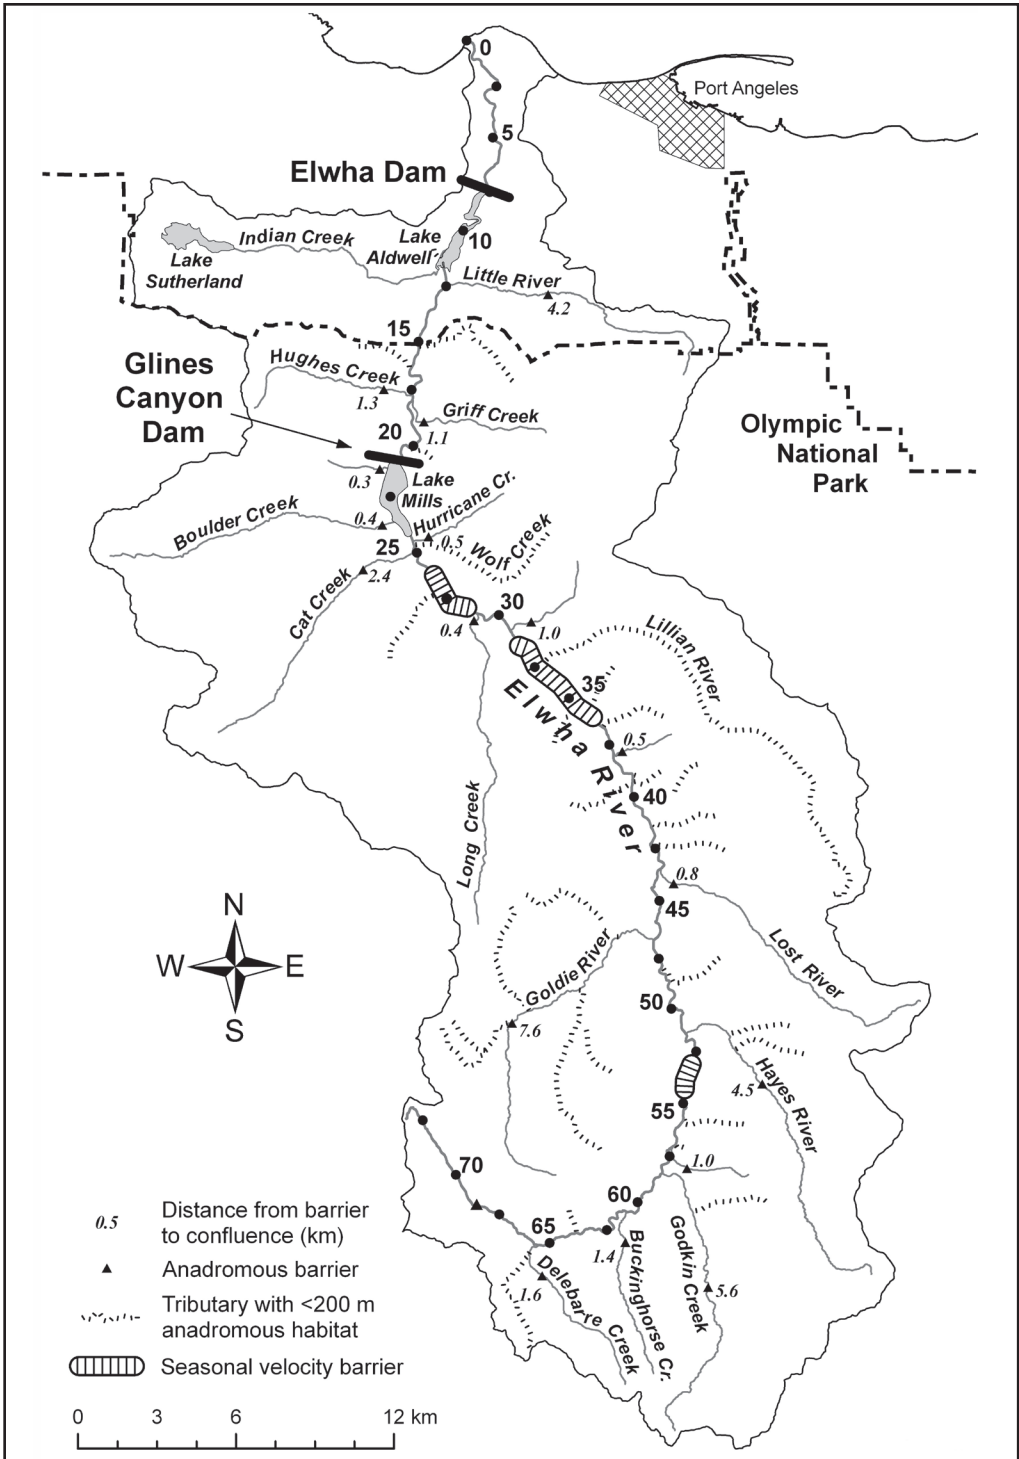 0
Port Angeles
5
Elwha Dam
10
Lake
Aldwell
Indian Creek
Lake
Sutherland
Little River
4.2
15
Glines
Canyon
Dam
Hughes Creek
1.3
Griff Creek
1.1
20
Olympic
National
Park
0.3
Lake
Mills
Hurricane Cr.
Boulder Creek
0.4
0.5
Wolf Creek
25
2.4
Cat Creek
30
0.4
1.0
Lillian River
35
Elwha River
0.5
40
Long Creek
0.8
45
Lost River
N
W
E
S
Goldie River
50
7.6
Hayes River
4.5
55
1.0
70
60
65
1.4
Buckinghorse Cr.
Godkin Creek
5.6
Delebarre Creek
1.6
0.5
Distance from barrier
to confluence (km)
Anadromous barrier
Tributary with <200 m
anadromous habitat
Seasonal velocity barrier
0 3 6 12 km